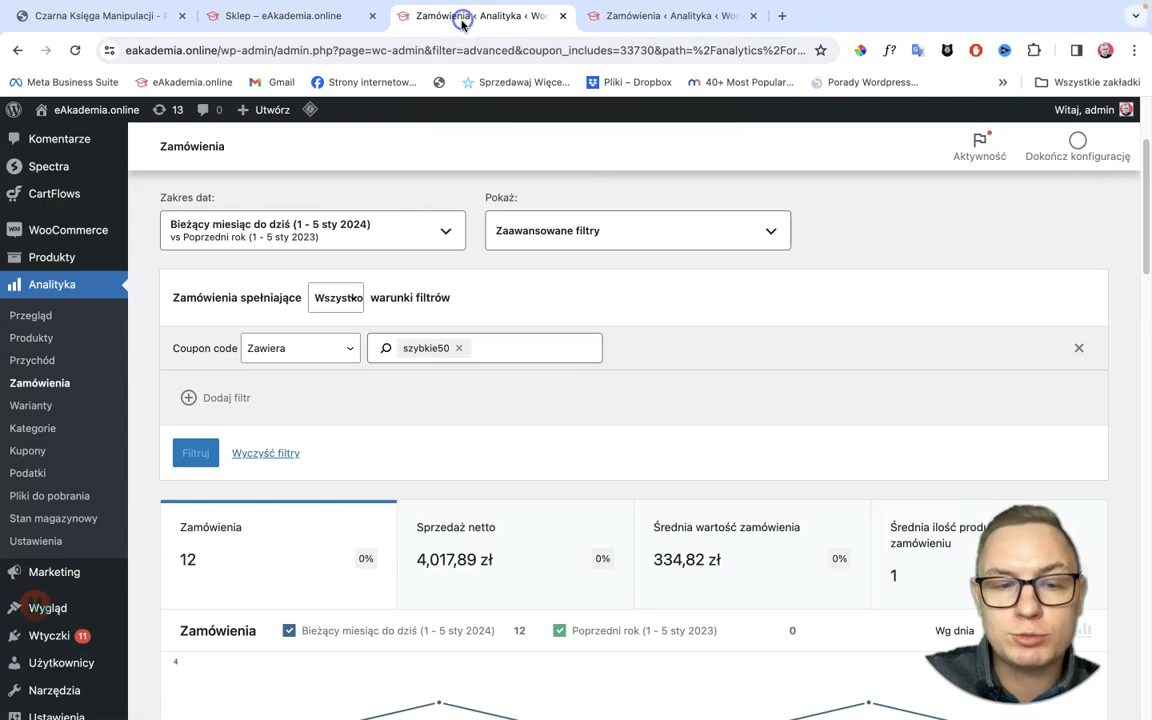 Czarna Księga Manipulacji - P
Sklep – eAkademia.online
Zamówienia ‹ Analityka ‹ Woo
Zamówienia ‹ Analityka ‹ Woo
eakademia.online/wp-admin/admin.php?page=wc-admin&filter=advanced&coupon_includes=33730&path=%2Fanalytics%2For...
Meta Business Suite
eAkademia.online
Gmail
Strony internetow...
Sprzedawaj Więce...
Pliki – Dropbox
40+ Most Popular...
Porady Wordpress...
»
Wszystkie zakładki
eAkademia.online
13
0
Utwórz
Witaj, admin
Komentarze
Spectra
CartFlows
WooCommerce
Produkty
Analityka
Przegląd
Produkty
Przychód
Zamówienia
Warianty
Kategorie
Kupony
Podatki
Pliki do pobrania
Stan magazynowy
Ustawienia
Marketing
Wygląd
Wtyczki 11
Użytkownicy
Narzędzia
Ustawienia
Zamówienia
Aktywność
Dokończ konfigurację
Zakres dat:
Bieżący miesiąc do dziś (1 - 5 sty 2024)
vs Poprzedni rok (1 - 5 sty 2023)
Pokaż:
Zaawansowane filtry
Zamówienia spełniające Wszystko warunki filtrów
Coupon code Zawiera szybkie50
Dodaj filtr
Filtruj Wyczyść filtry
Zamówienia
12 0%
Sprzedaż netto
4,017,89 zł 0%
Średnia wartość zamówienia
334,82 zł 0%
Średnia ilość
zamówieniu
1
Zamówienia
Bieżący miesiąc do dziś (1 - 5 sty 2024) 12
Poprzedni rok (1 - 5 sty 2023) 0
Wg dnia
4